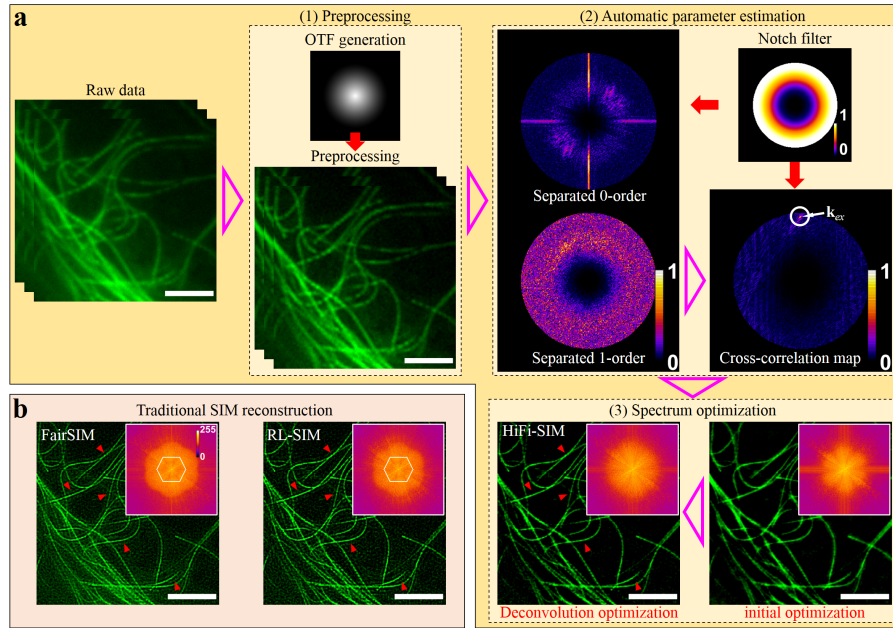 a
(1) Preprocessing
(2) Automatic parameter estimation
Raw data
OTF generation
Preprocessing
Notch filter
1
0
Separated 0-order
k_ex
1
0
Separated 1-order
1
0
Cross-correlation map
b
Traditional SIM reconstruction
(3) Spectrum optimization
FairSIM
255
0
RL-SIM
HiFi-SIM
Deconvolution optimization
initial optimization